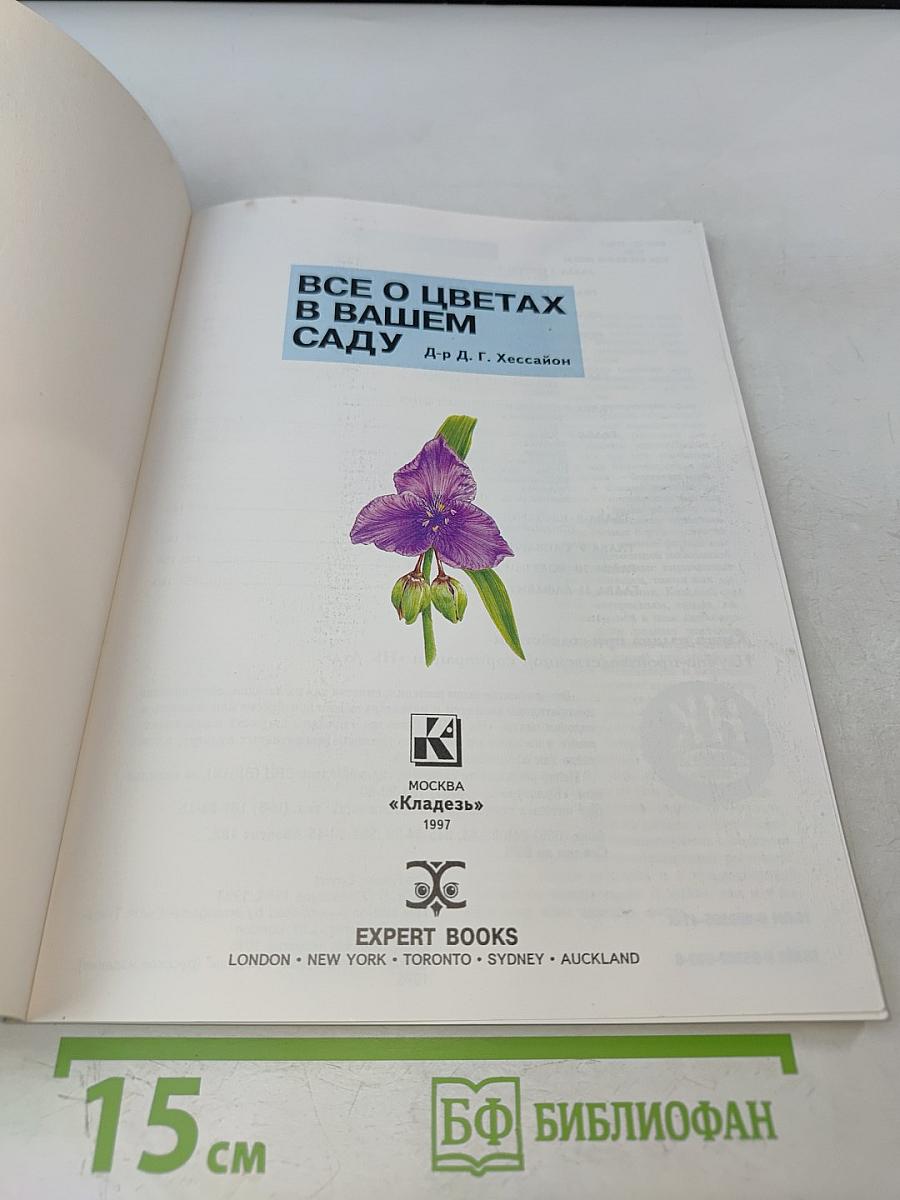 ВСЕ О ЦВЕТАХ
В ВАШЕМ
САДУ Д-р Д. Г. Хессайон
К
МОСКВА
«Кладезь»
1997
EXPERT BOOKS
LONDON • NEW YORK • TORONTO • SYDNEY • AUCKLAND
15 см
БФ БИБЛИОФАН